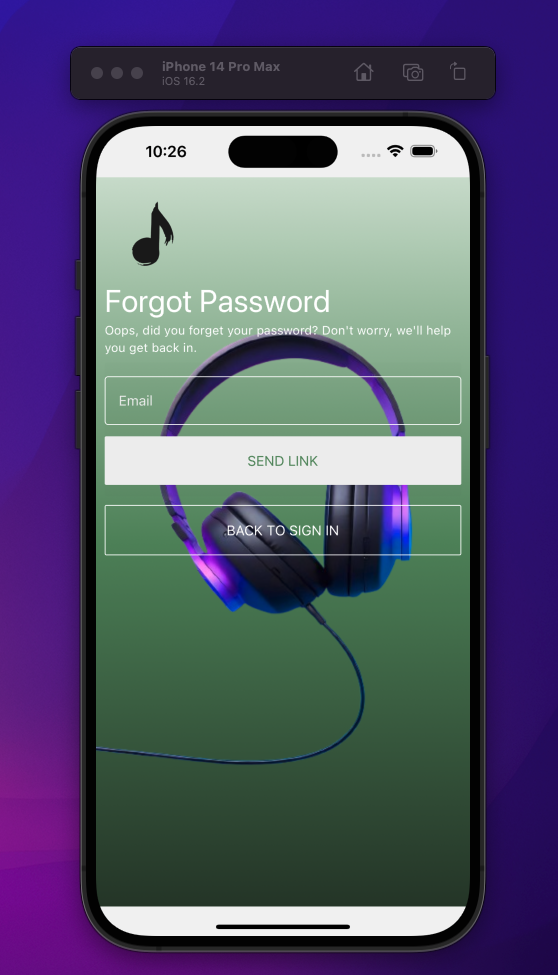 iPhone 14 Pro Max
iOS 16.2
10:26
Forgot Password
Oops, did you forget your password? Don't worry, we'll help
you get back in.
Email
SEND LINK
BACK TO SIGN IN